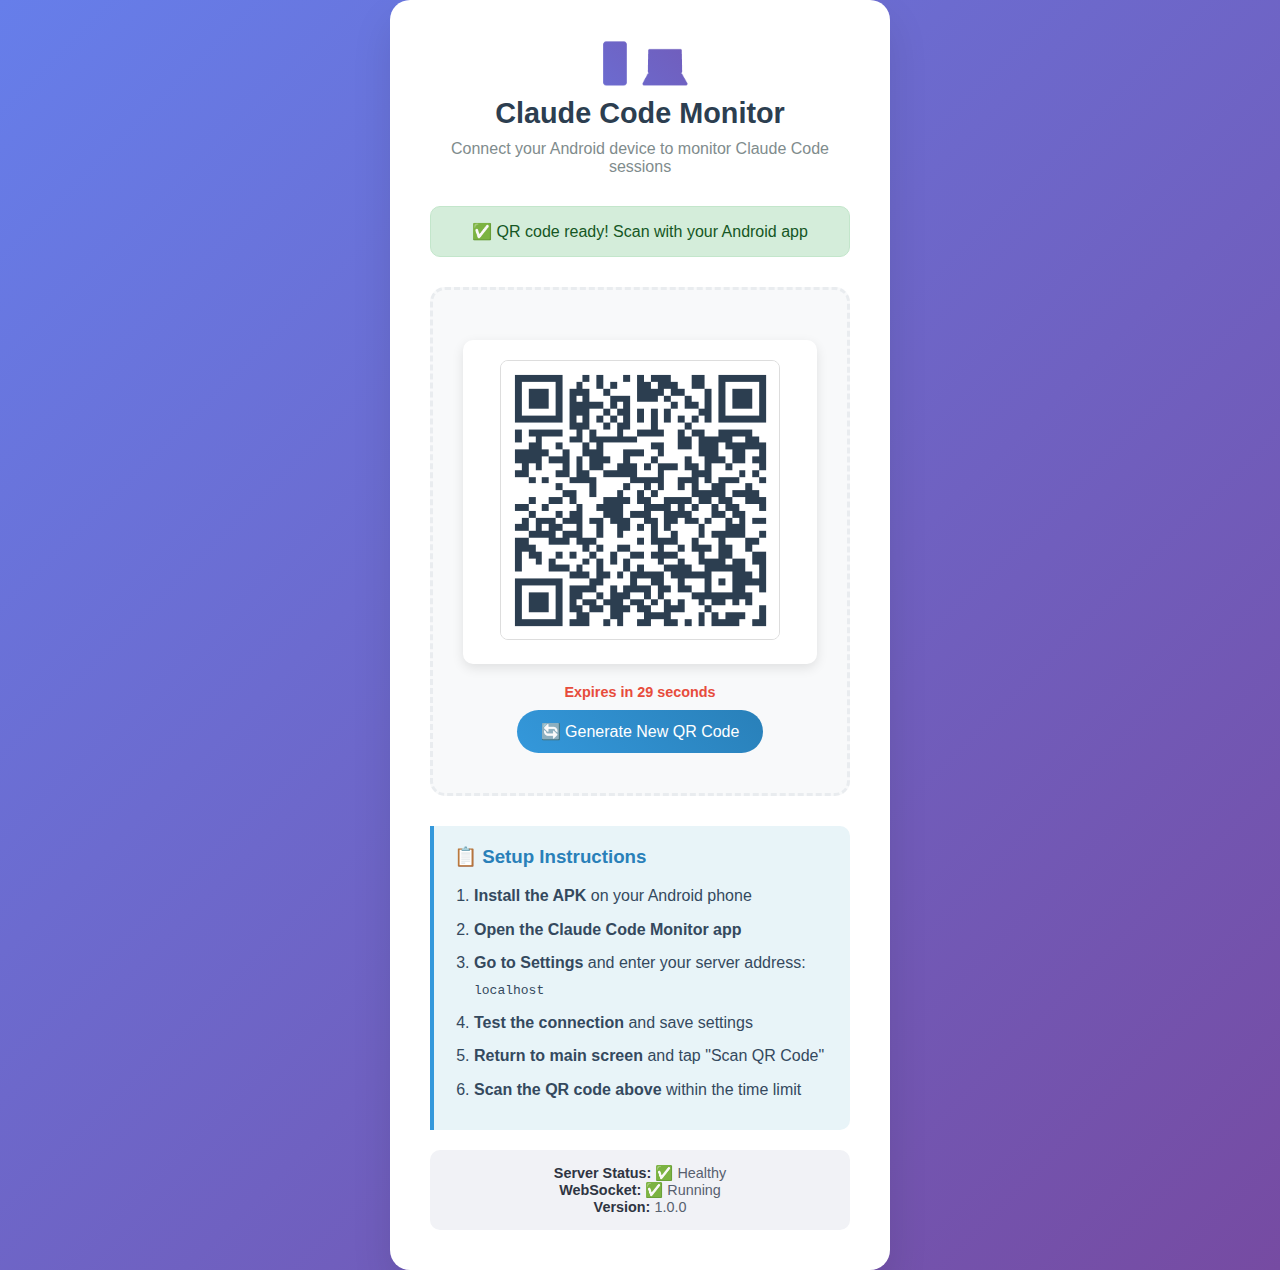 Claude Code Monitor
Connect your Android device to monitor Claude Code
sessions
✅ QR code ready! Scan with your Android app
Expires in 29 seconds
🔄 Generate New QR Code
📋 Setup Instructions
1. Install the APK on your Android phone
2. Open the Claude Code Monitor app
3. Go to Settings and enter your server address:
localhost
4. Test the connection and save settings
5. Return to main screen and tap "Scan QR Code"
6. Scan the QR code above within the time limit
Server Status: ✅ Healthy
WebSocket: ✅ Running
Version: 1.0.0